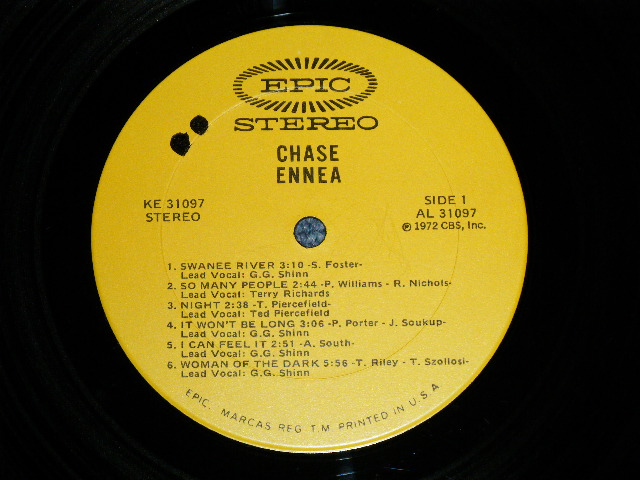 EPIC
STEREO
CHASE
ENNEA
KE 31097
STEREO
SIDE 1
AL 31097
℗ 1972 CBS, Inc.
1. SWANEE RIVER 3:10 -S. Foster-
Lead Vocal: G.G. Shinn
2. SO MANY PEOPLE 2:44 -P. Williams - R. Nichols-
Lead Vocal: Terry Richards
3. NIGHT 2:38 -T. Piercefield-
Lead Vocal: Ted Piercefield
4. IT WON'T BE LONG 3:06 -P. Porter - J. Soukup-
Lead Vocal: G.G. Shinn
5. I CAN FEEL IT 2:51 -A. South-
Lead Vocal: G.G. Shinn
6. WOMAN OF THE DARK 5:56 -T. Riley - T. Szollosi-
Lead Vocal: G.G. Shinn
EPIC, MARCAS REG. T.M. PRINTED IN U.S.A